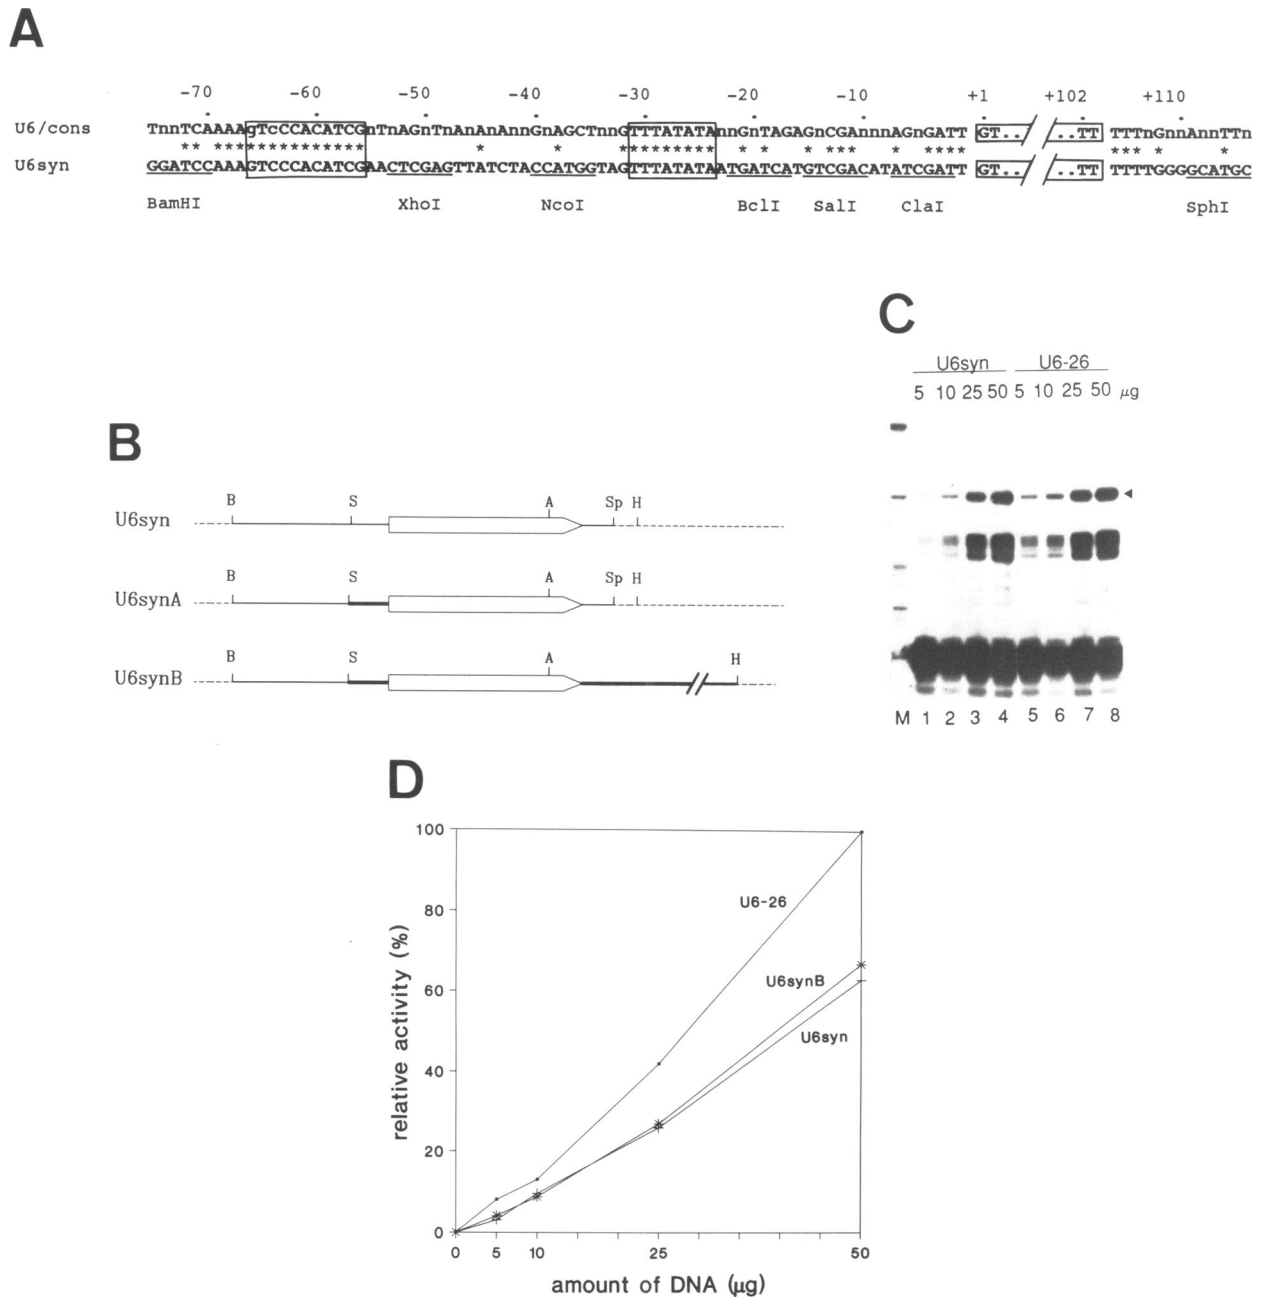 A
-70 -60 -50 -40 -30 -20 -10 +1 +102 +110
U6/cons TnnTCAAAAgTcCCACATCGnTnAGnTnAnAnAnnGnAGCTnnGTTTATATAnnGnTAGAGnCGAnnnAGnGATT GT.. ..TT TTTnGnnAnnTTn
** ************** * * ********* * * * *** * **** *** * *
U6syn GGATCCAAAGTCCCACATCGAACTCGAGTTATCTACCATGGTAGTTTATATAATGATCATGTCGACATATCGATT GT.. ..TT TTTTGGGGCATGC
BamHI XhoI NcoI BclI SalI ClaI SphI
C
U6syn U6-26
5 10 25 50 5 10 25 50 µg
M 1 2 3 4 5 6 7 8
B
B S A Sp H
U6syn
B S A Sp H
U6synA
B S A H
U6synB
D
100
80
60
40
20
0
relative activity (%)
U6-26
U6synB
U6syn
0 5 10 25 50
amount of DNA (µg)